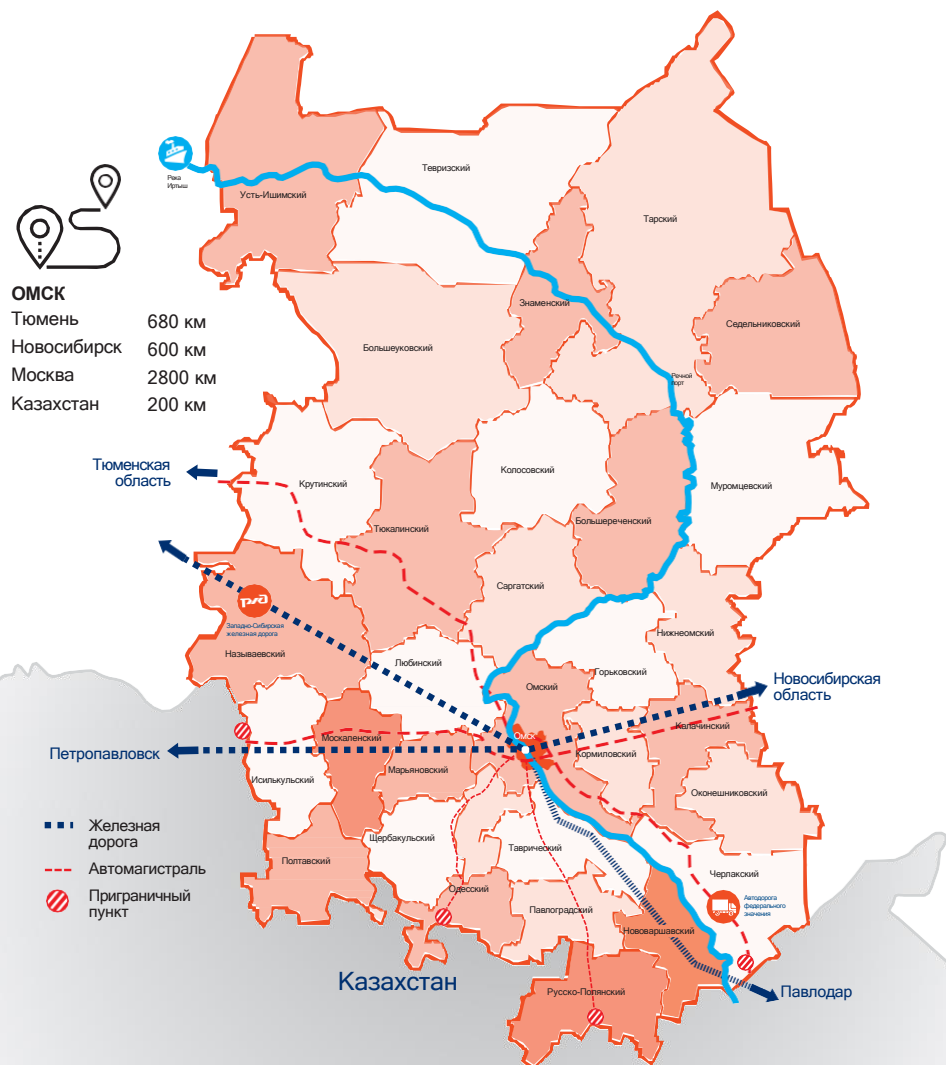 Река
Иртыш
Усть-Ишимский
Тевризский
Тарский
Знаменский
Седельниковский
Большеуковский
Речной
порт
ОМСК
Тюмень 680 км
Новосибирск 600 км
Москва 2800 км
Казахстан 200 км
Тюменская
область
Крутинский
Колосовский
Муромцевский
Тюкалинский
Большереченский
Саргатский
РЖД
Западно-Сибирская
железная дорога
Называевский
Нижнеомский
Любинский
Горьковский
Омский
Новосибирская
область
Москаленский
Омск
Калачинский
Петропавловск
Марьяновский
Кормиловский
Исилькульский
Оконешниковский
Железная
дорога
Автомагистраль
Приграничный
пункт
Щербакульский
Таврический
Полтавский
Одесский
Черлакский
Павлоградский
Автодорога
федерального
значения
Нововаршавский
Казахстан
Русско-Полянский
Павлодар